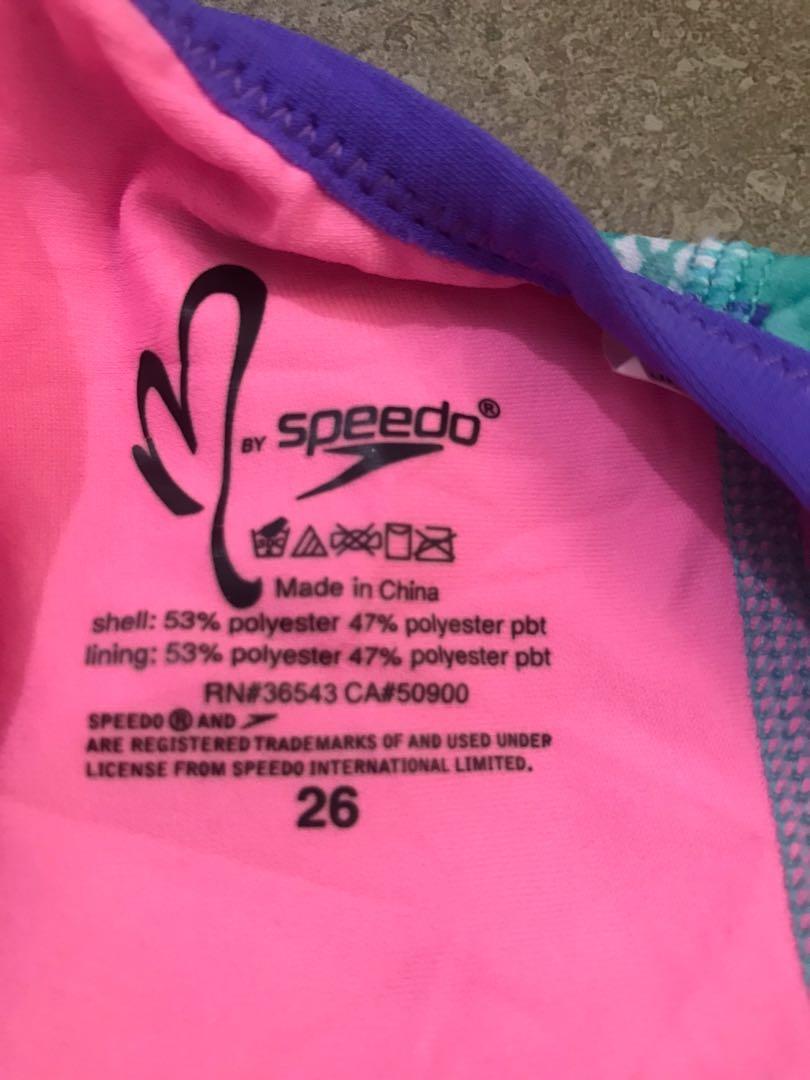 BY speedo®
Made in China
shell: 53% polyester 47% polyester pbt
lining: 53% polyester 47% polyester pbt
RN#36543 CA#50900
SPEEDO ® AND
ARE REGISTERED TRADEMARKS OF AND USED UNDER
LICENSE FROM SPEEDO INTERNATIONAL LIMITED.
26